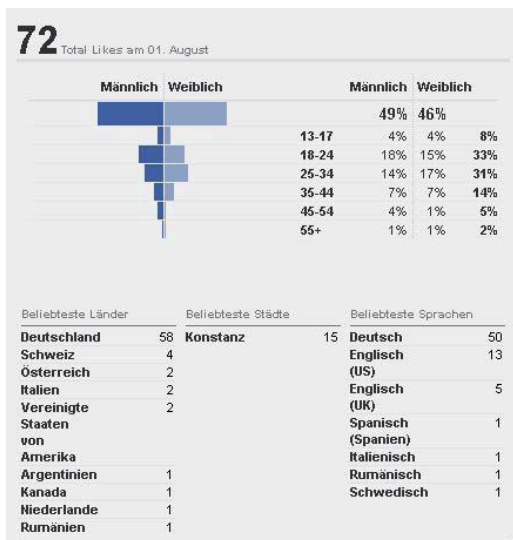 72 Total Likes am 01. August
Männlich Weiblich Männlich Weiblich
49% 46%
13-17 4% 4% 8%
18-24 18% 15% 33%
25-34 14% 17% 31%
35-44 7% 7% 14%
45-54 4% 1% 5%
55+ 1% 1% 2%
Beliebteste Länder
Deutschland 58
Schweiz 4
Österreich 2
Italien 2
Vereinigte 2
Staaten
von
Amerika
Argentinien 1
Kanada 1
Niederlande 1
Rumänien 1
Beliebteste Städte
Konstanz 15
Beliebteste Sprachen
Deutsch 50
Englisch 13
(US)
Englisch 5
(UK)
Spanisch 1
(Spanien)
Italienisch 1
Rumänisch 1
Schwedisch 1